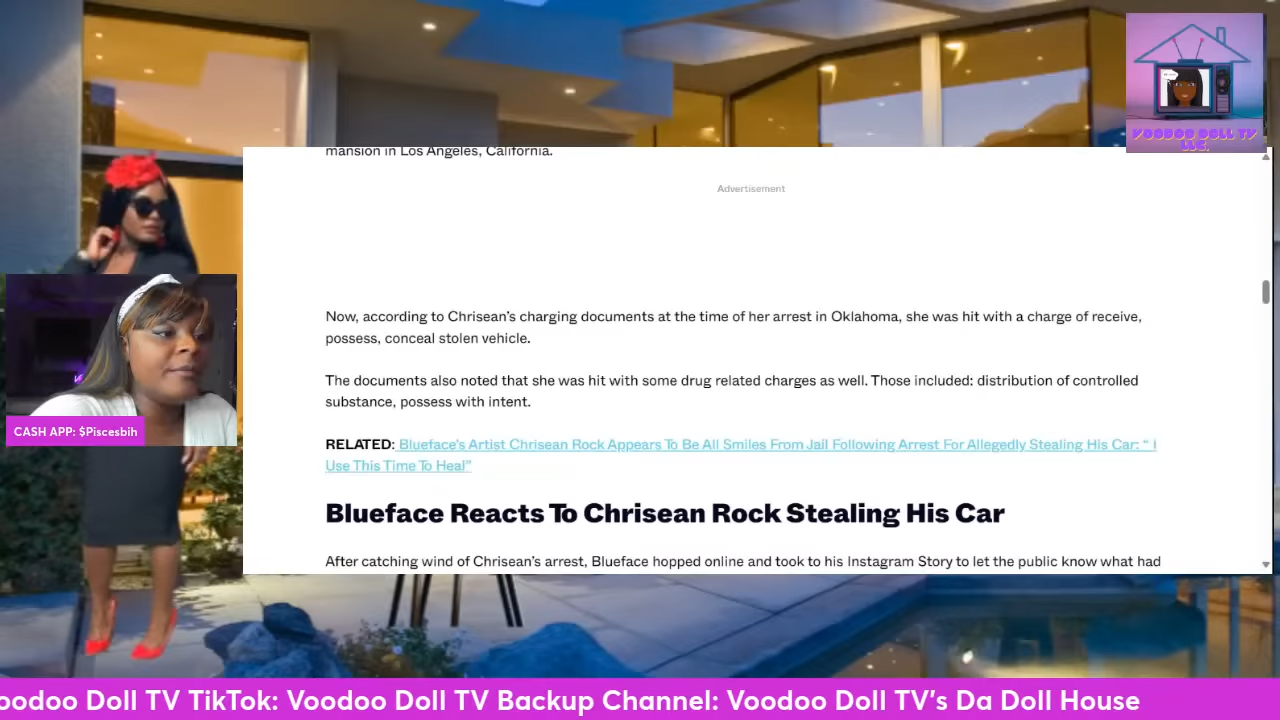 VOODOO DOLL TV
LLC.
mansion in Los Angeles, California.
Advertisement
Now, according to Chrisean's charging documents at the time of her arrest in Oklahoma, she was hit with a charge of receive,
possess, conceal stolen vehicle.
The documents also noted that she was hit with some drug related charges as well. Those included: distribution of controlled
substance, possess with intent.
RELATED: Blueface's Artist Chrisean Rock Appears To Be All Smiles From Jail Following Arrest For Allegedly Stealing His Car: “ I
Use This Time To Heal”
CASH APP: $Piscesbih
Blueface Reacts To Chrisean Rock Stealing His Car
After catching wind of Chrisean's arrest, Blueface hopped online and took to his Instagram Story to let the public know what had
oodoo Doll TV TikTok: Voodoo Doll TV Backup Channel: Voodoo Doll TV's Da Doll House